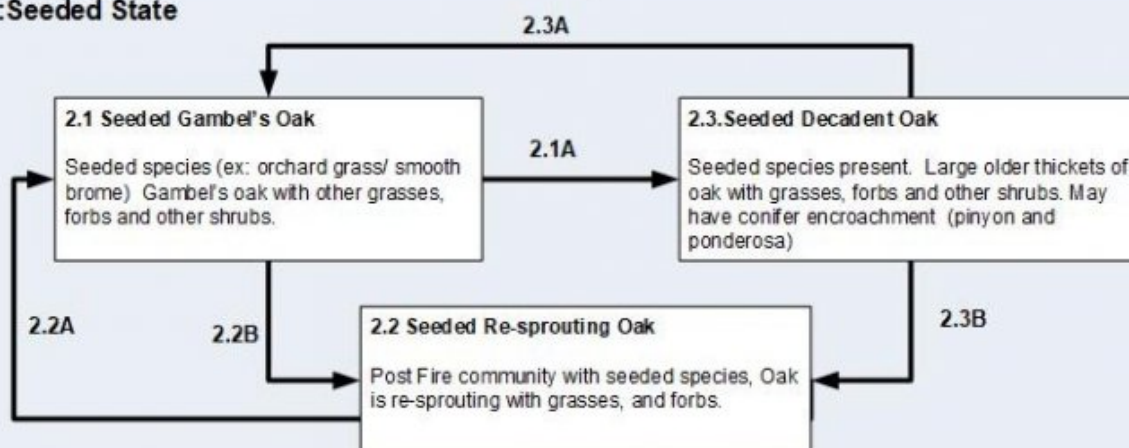 :Seeded State
2.3A
2.1 Seeded Gambel's Oak
Seeded species (ex: orchard grass/ smooth
brome) Gambel's oak with other grasses,
forbs and other shrubs.
2.1A
2.3.Seeded Decadent Oak
Seeded species present. Large older thickets of
oak with grasses, forbs and other shrubs. May
have conifer encroachment (pinyon and
ponderosa)
2.2A
2.2B
2.2 Seeded Re-sprouting Oak
Post Fire community with seeded species, Oak
is re-sprouting with grasses, and forbs.
2.3B